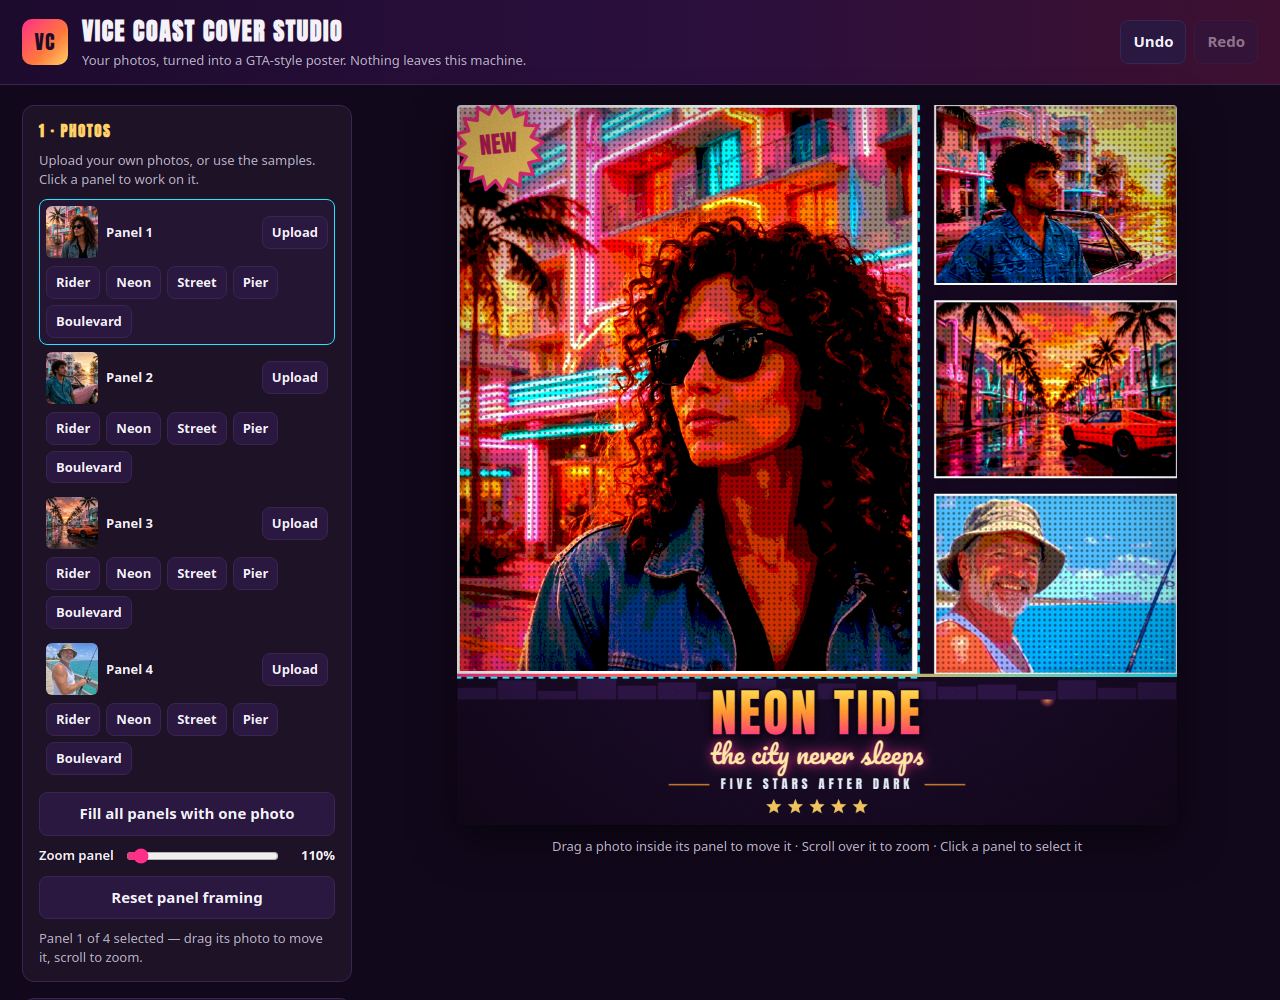 VC
VICE COAST COVER STUDIO
Your photos, turned into a GTA-style poster. Nothing leaves this machine.
Undo
Redo
1 · PHOTOS
Upload your own photos, or use the samples.
Click a panel to work on it.
Panel 1
Upload
Rider
Neon
Street
Pier
Boulevard
Panel 2
Upload
Rider
Neon
Street
Pier
Boulevard
Panel 3
Upload
Rider
Neon
Street
Pier
Boulevard
Panel 4
Upload
Rider
Neon
Street
Pier
Boulevard
Fill all panels with one photo
Zoom panel
110%
Reset panel framing
Panel 1 of 4 selected — drag its photo to move
it, scroll to zoom.
NEW
NEON TIDE
the city never sleeps
FIVE STARS AFTER DARK
★★★★★
Drag a photo inside its panel to move it · Scroll over it to zoom · Click a panel to select it